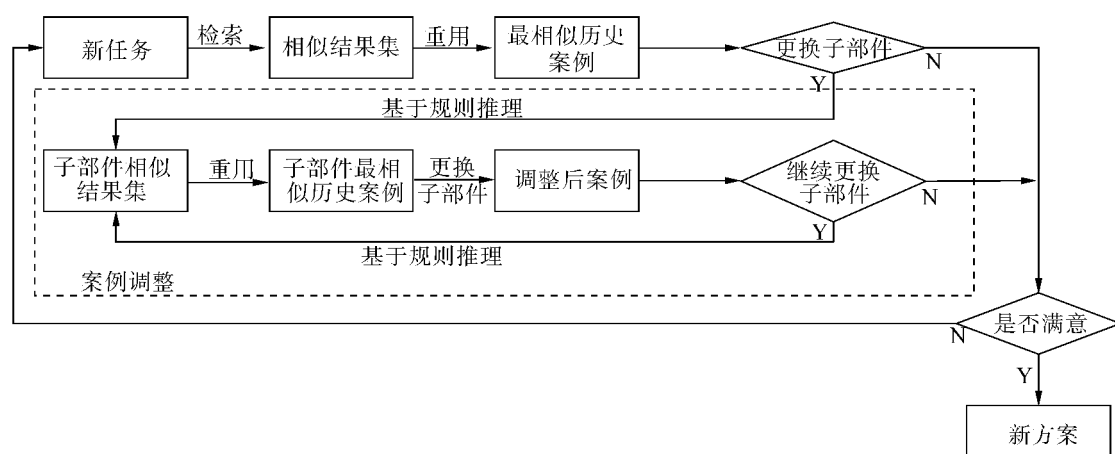 新任务
检索
相似结果集
重用
最相似历史
案例
更换子部件
N
Y
基于规则推理
子部件相似
结果集
重用
子部件最相
似历史案例
更换
子部件
调整后案例
继续更换
子部件
N
Y
基于规则推理
案例调整
是否满意
N
Y
新方案